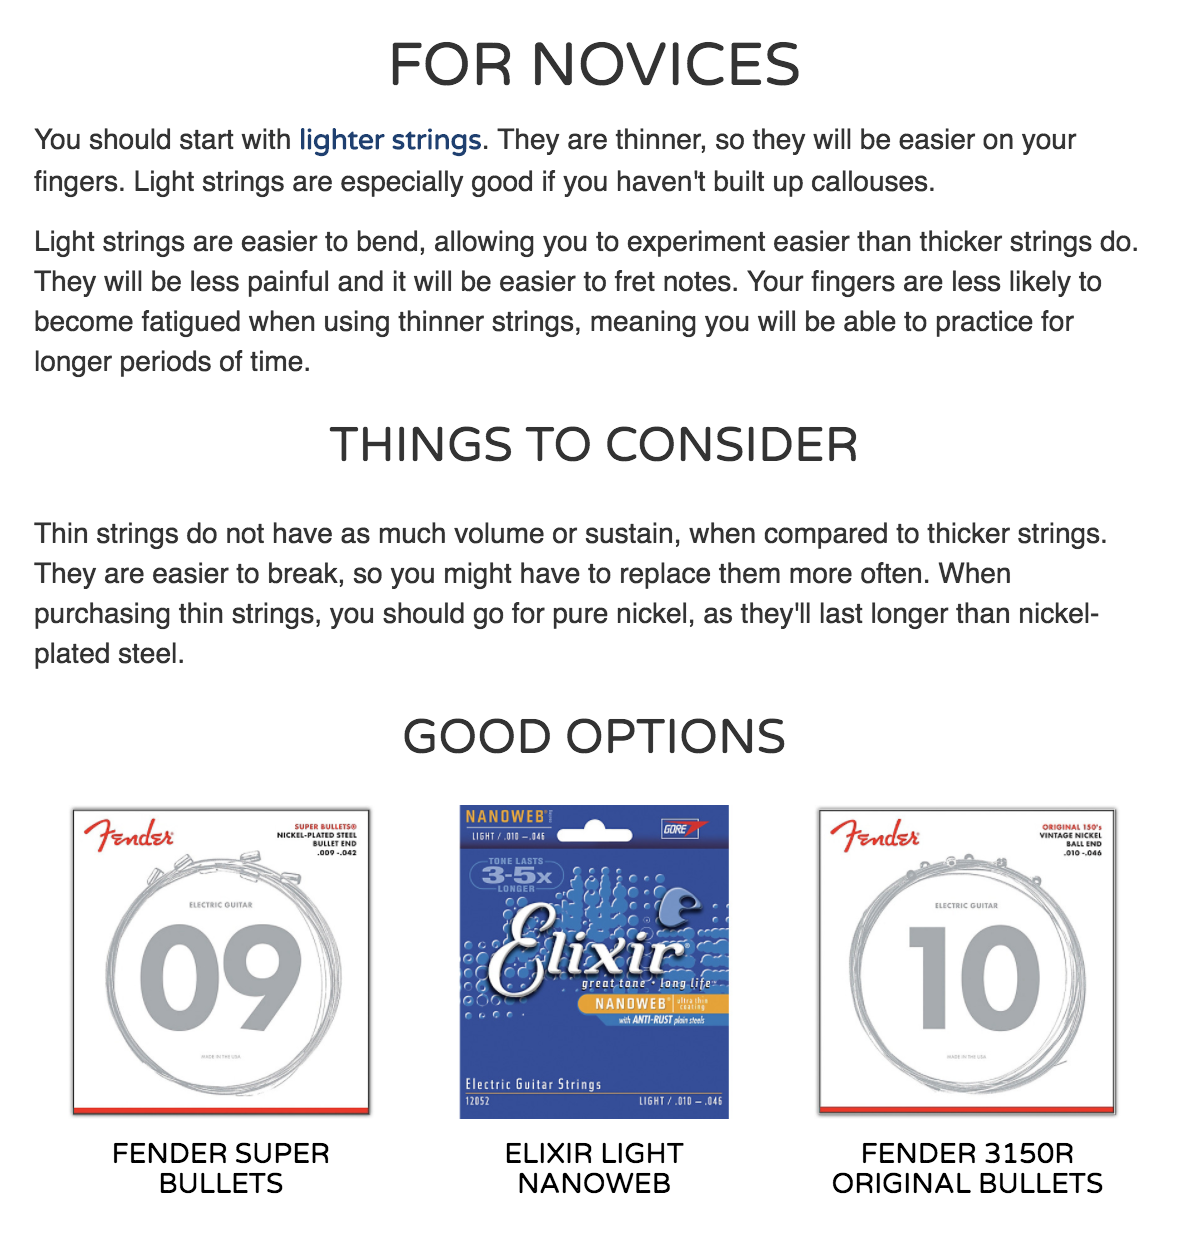 FOR NOVICES
You should start with lighter strings. They are thinner, so they will be easier on your
fingers. Light strings are especially good if you haven't built up callouses.
Light strings are easier to bend, allowing you to experiment easier than thicker strings do.
They will be less painful and it will be easier to fret notes. Your fingers are less likely to
become fatigued when using thinner strings, meaning you will be able to practice for
longer periods of time.
THINGS TO CONSIDER
Thin strings do not have as much volume or sustain, when compared to thicker strings.
They are easier to break, so you might have to replace them more often. When
purchasing thin strings, you should go for pure nickel, as they'll last longer than nickel-
plated steel.
GOOD OPTIONS
Fender
SUPER BULLETS®
NICKEL-PLATED STEEL
BULLET END
.009 -.042
ELECTRIC GUITAR
09
MADE IN THE USA
FENDER SUPER
BULLETS
NANOWEB®
LIGHT / .010 – .046
GORE
TONE LASTS
3-5x
LONGER
Elixir
great tone · long life
NANOWEB® ultra thin
coating
with ANTI-RUST plain steels
Electric Guitar Strings
12052 LIGHT / .010 – .046
ELIXIR LIGHT
NANOWEB
Fender
ORIGINAL 150's
VINTAGE NICKEL
BALL END
.010 -.046
ELECTRIC GUITAR
10
MADE IN THE USA
FENDER 3150R
ORIGINAL BULLETS